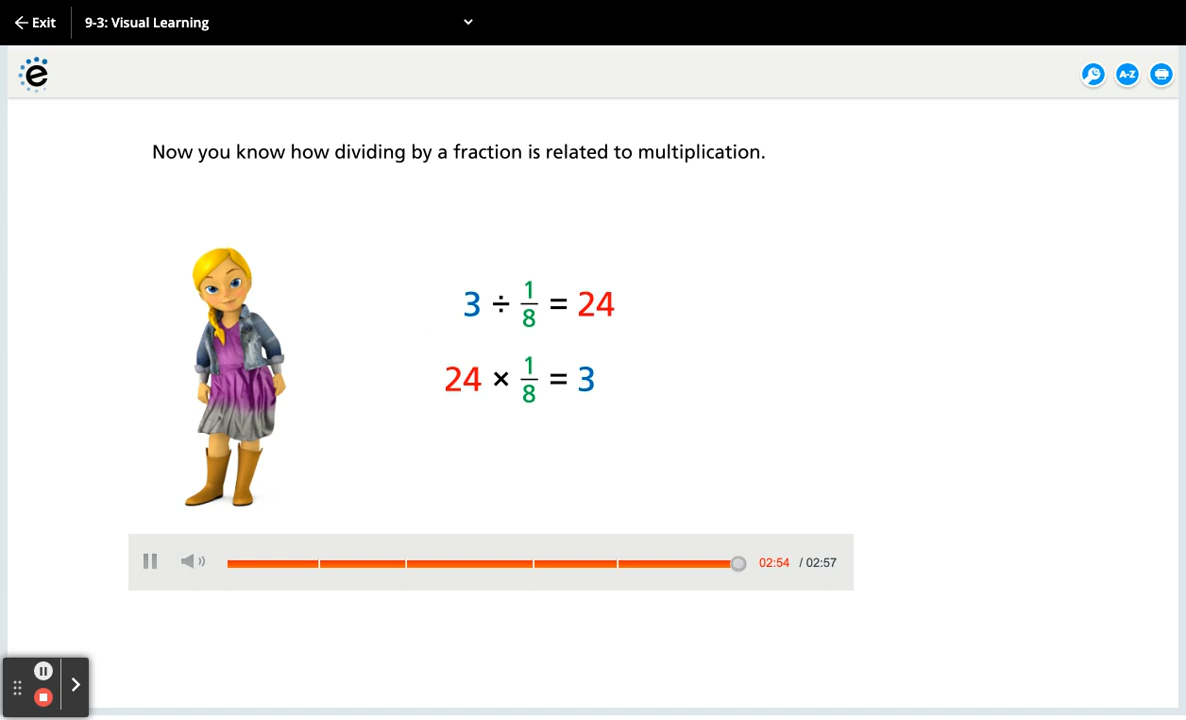 Exit 9-3: Visual Learning
e A-Z
Now you know how dividing by a fraction is related to multiplication.
3 ÷ 1/8 = 24
24 × 1/8 = 3
02:54 / 02:57